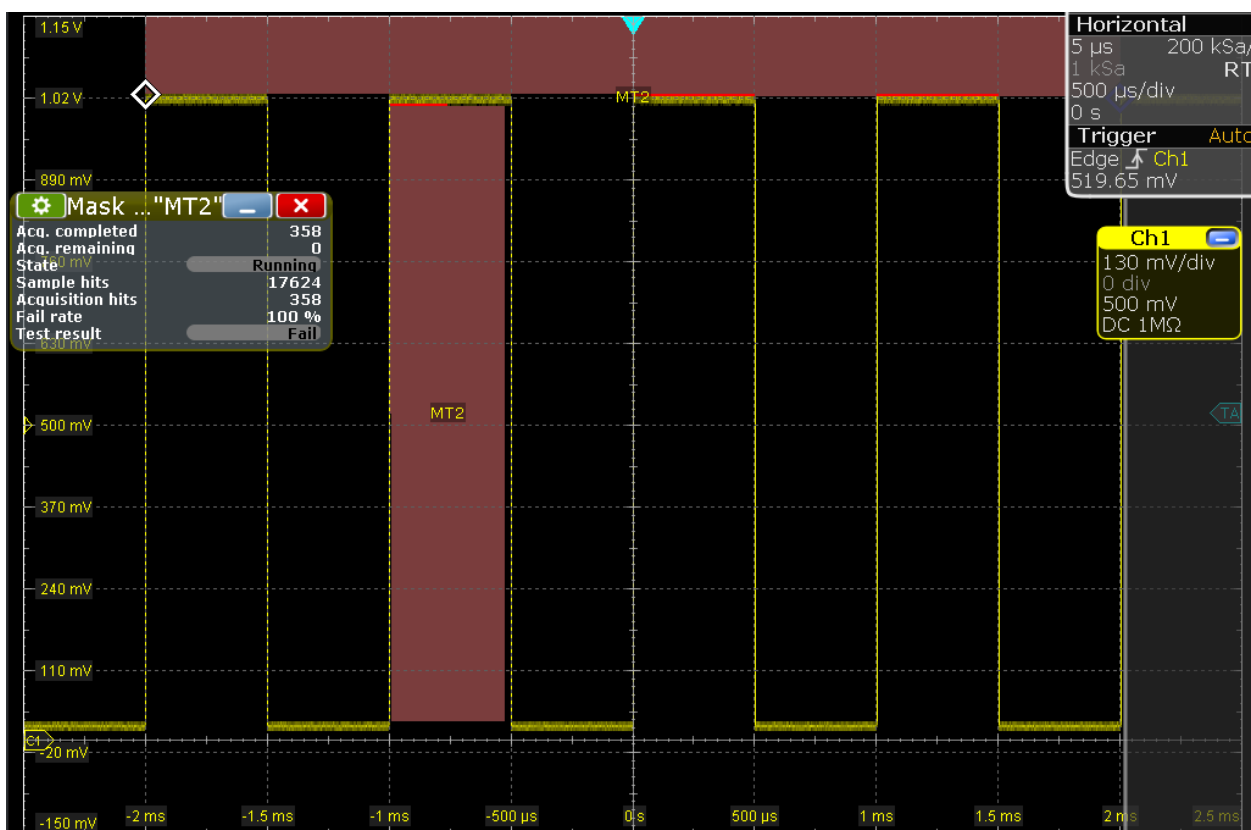 1.15 V
1.02 V
890 mV
760 mV
630 mV
500 mV
370 mV
240 mV
110 mV
-20 mV
-150 mV
C1
-2 ms
-1.5 ms
-1 ms
-500 µs
0 s
500 µs
1 ms
1.5 ms
2 ms
2.5 ms
MT2
MT2
TA
Mask ..."MT2"
Acq. completed 358
Acq. remaining 0
State Running
Sample hits 17624
Acquisition hits 358
Fail rate 100 %
Test result Fail
Horizontal
5 µs 200 kSa/
1 kSa RT
500 µs/div
0 s
Trigger Auto
Edge Ch1
519.65 mV
Ch1
130 mV/div
0 div
500 mV
DC 1MΩ